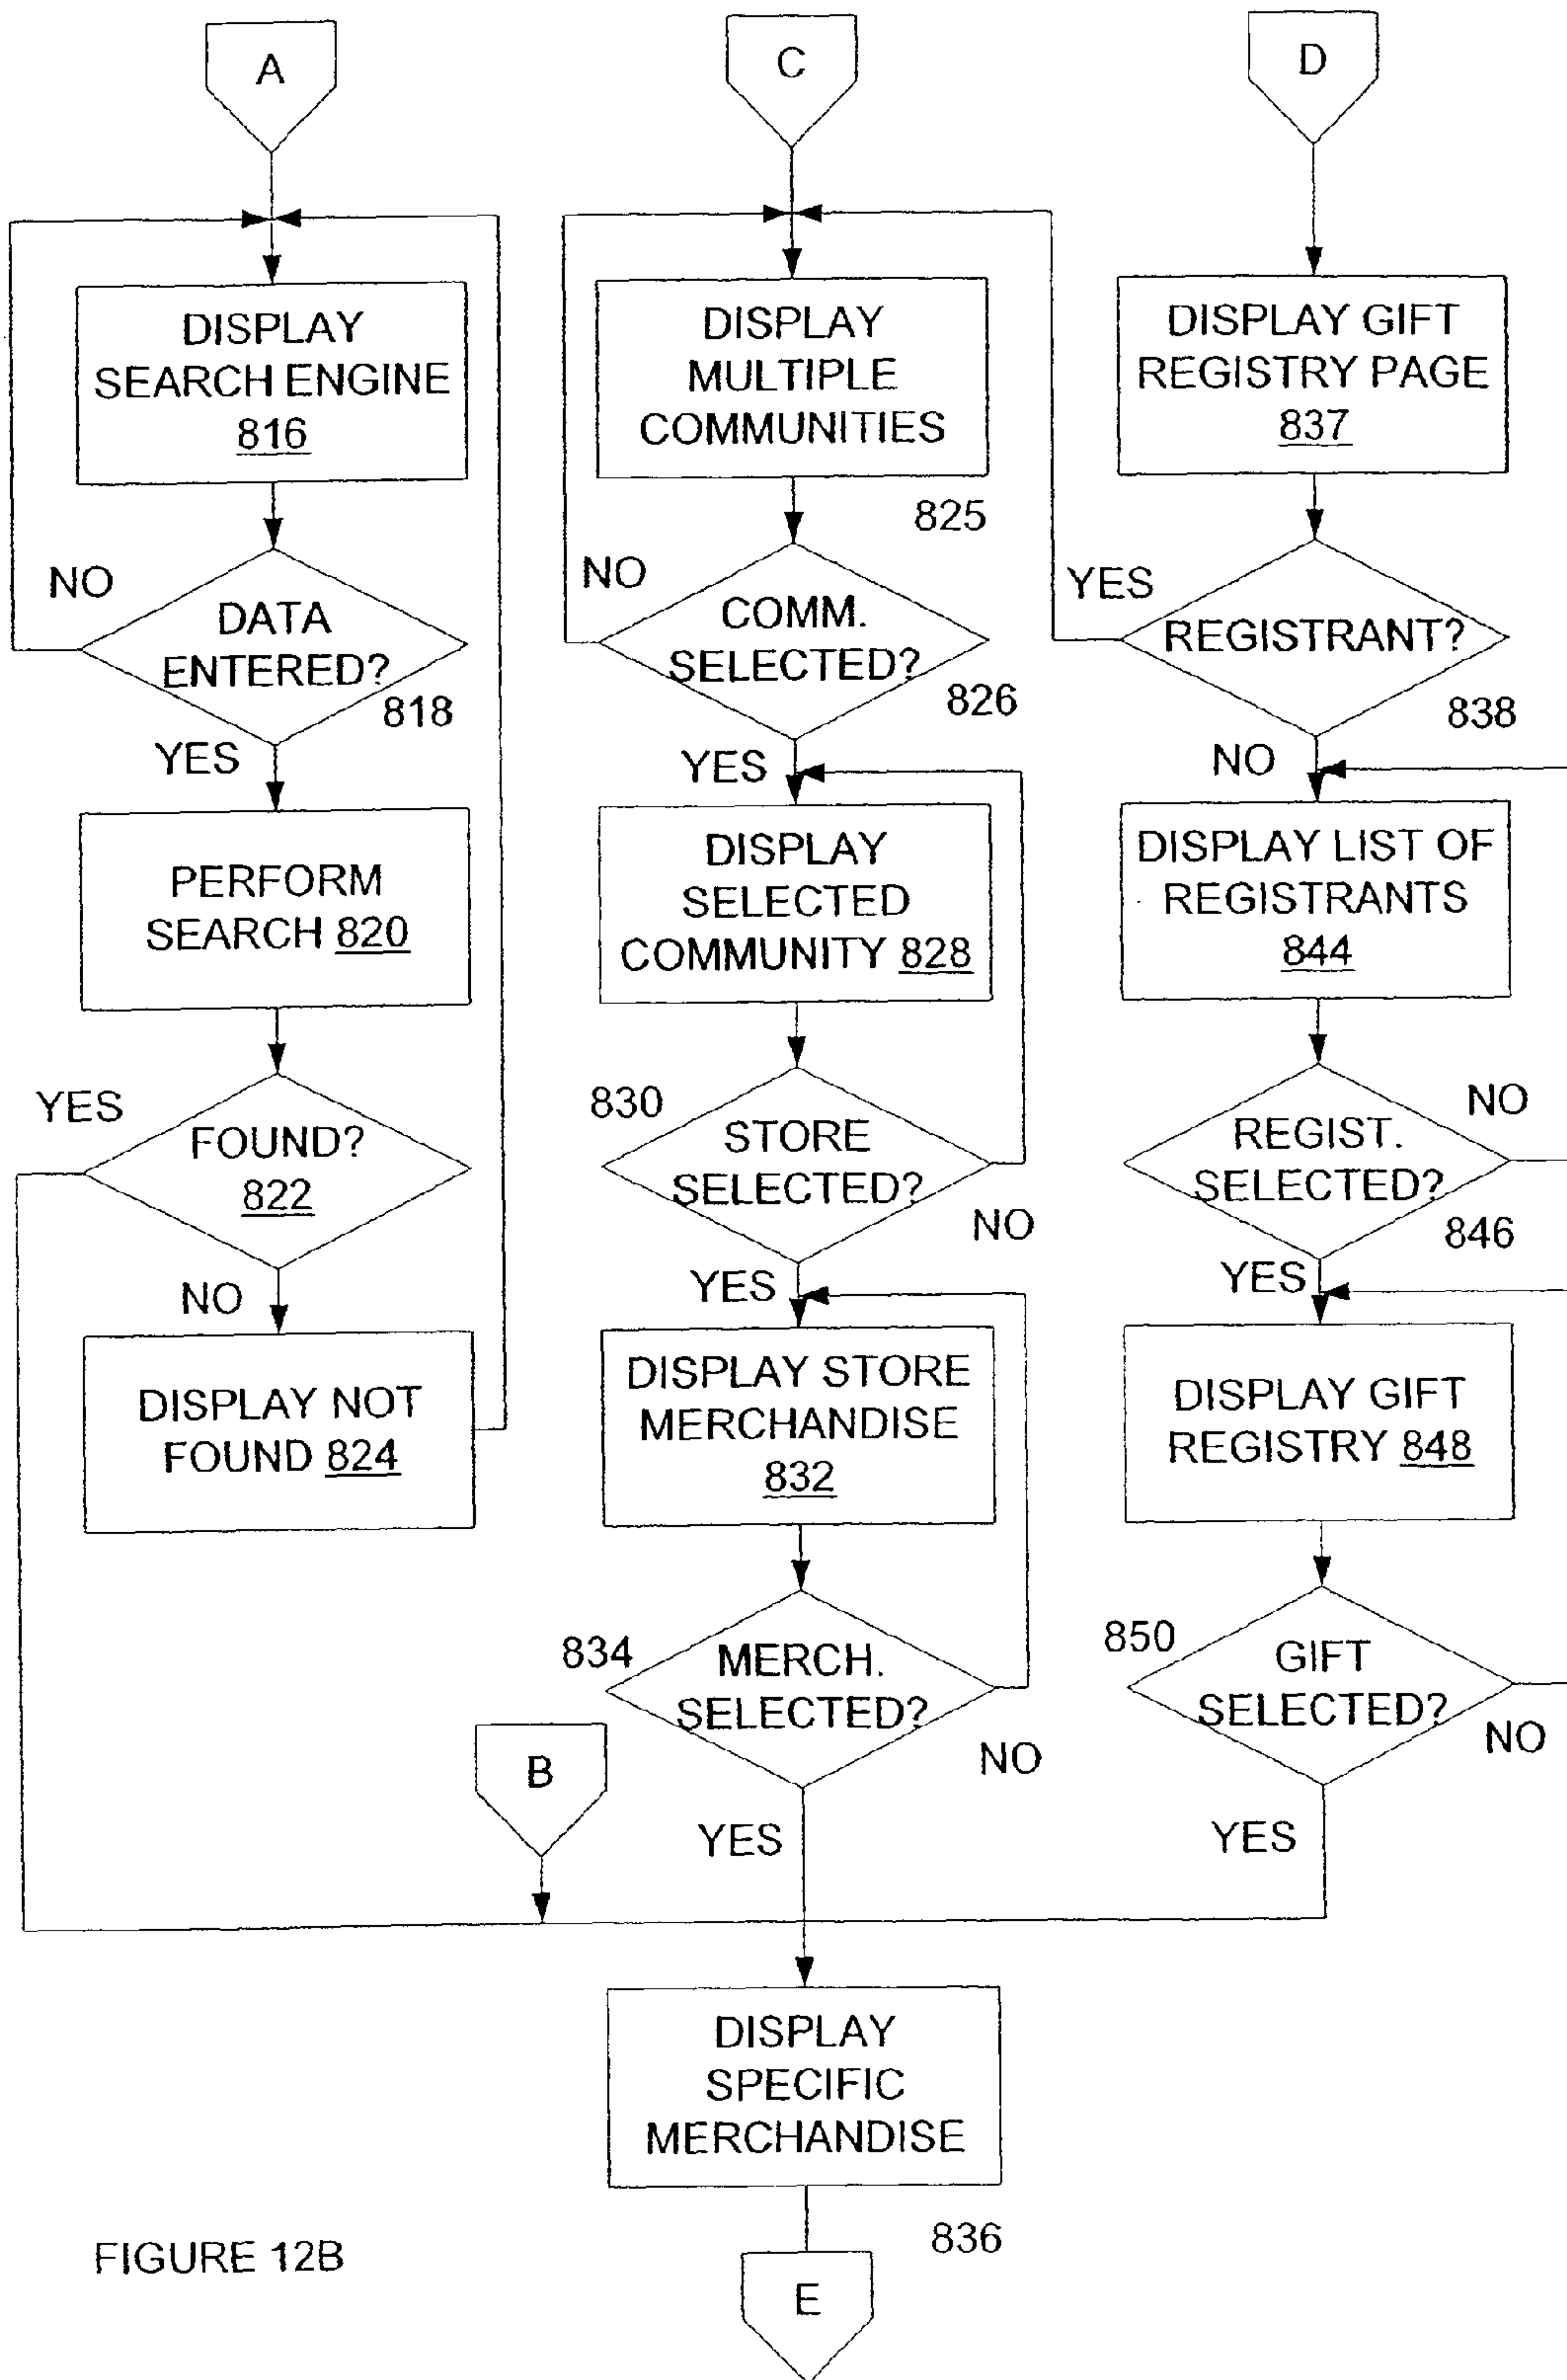 A
DISPLAY
SEARCH ENGINE
816
NO
DATA
ENTERED?
818
YES
PERFORM
SEARCH 820
YES
FOUND?
822
NO
DISPLAY NOT
FOUND 824
C
DISPLAY
MULTIPLE
COMMUNITIES
825
NO
COMM.
SELECTED?
826
YES
DISPLAY
SELECTED
COMMUNITY 828
830
STORE
SELECTED?
NO
YES
DISPLAY STORE
MERCHANDISE
832
834
MERCH.
SELECTED?
NO
YES
D
DISPLAY GIFT
REGISTRY PAGE
837
YES
REGISTRANT?
838
NO
DISPLAY LIST OF
REGISTRANTS
844
NO
REGIST.
SELECTED?
846
YES
DISPLAY GIFT
REGISTRY 848
850
GIFT
SELECTED?
NO
YES
B
DISPLAY
SPECIFIC
MERCHANDISE
836
E
FIGURE 12B